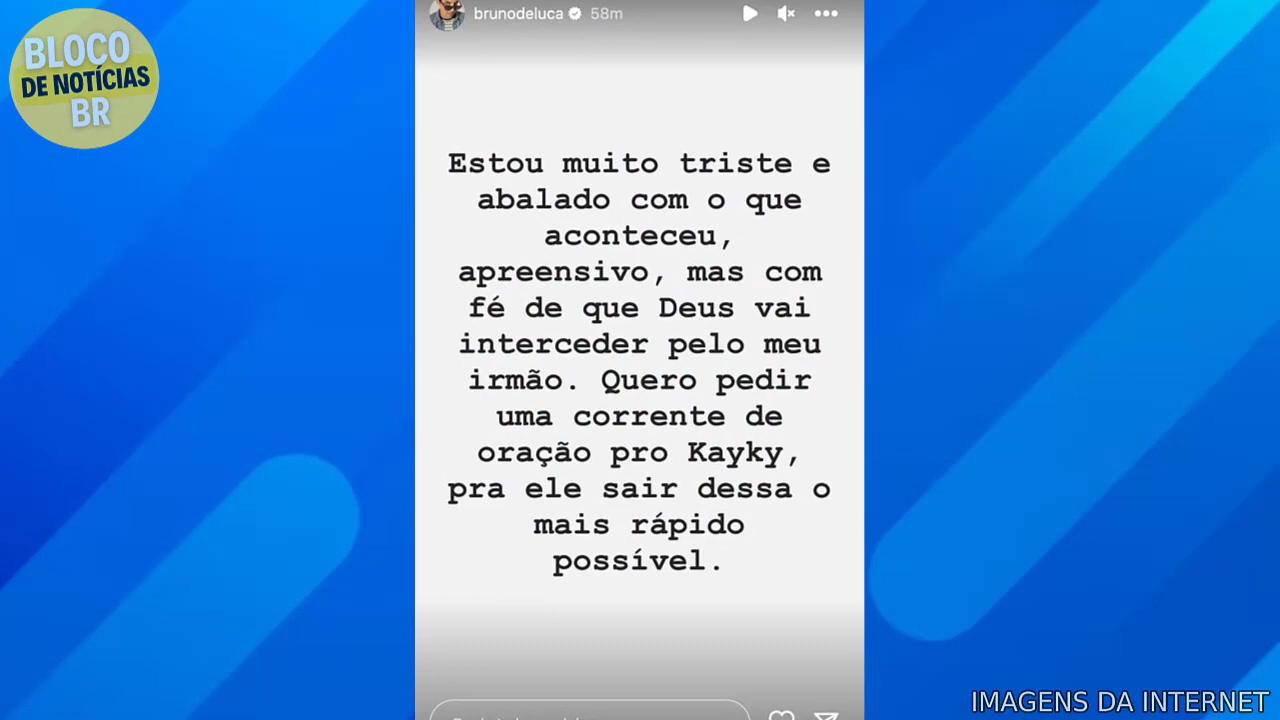 BLOCO
DE NOTÍCIAS
BR
brunodeluca 58m
Estou muito triste e
abalado com o que
aconteceu,
apreensivo, mas com
fé de que Deus vai
interceder pelo meu
irmão. Quero pedir
uma corrente de
oração pro Kayky,
pra ele sair dessa o
mais rápido
possível.
IMAGENS DA INTERNET